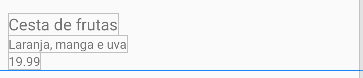 Cesta de frutas
Laranja, manga e uva
19.99